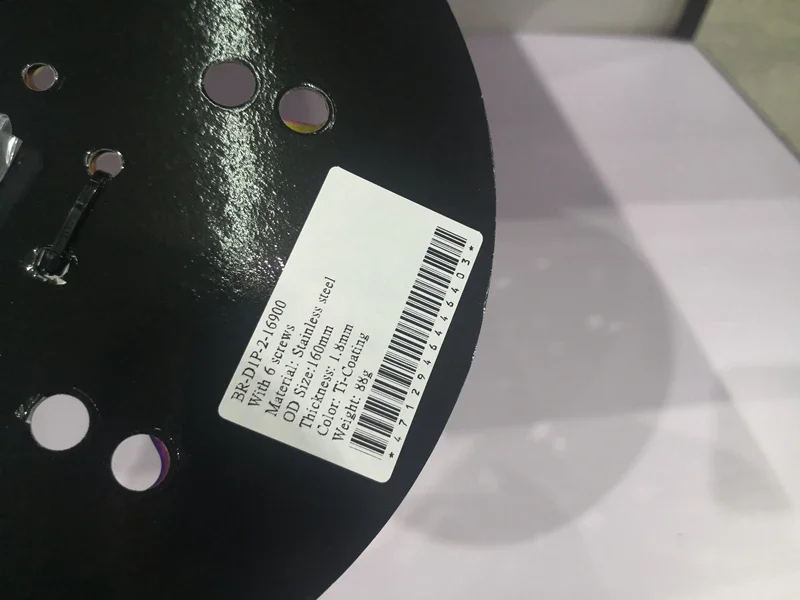 BR-DIP-2-16900
With 6 screws
Material: Stainless steel
OD Size:160mm
Thickness: 1.8mm
Color: Ti-Coating
Weight: 88g
*4712946446403*